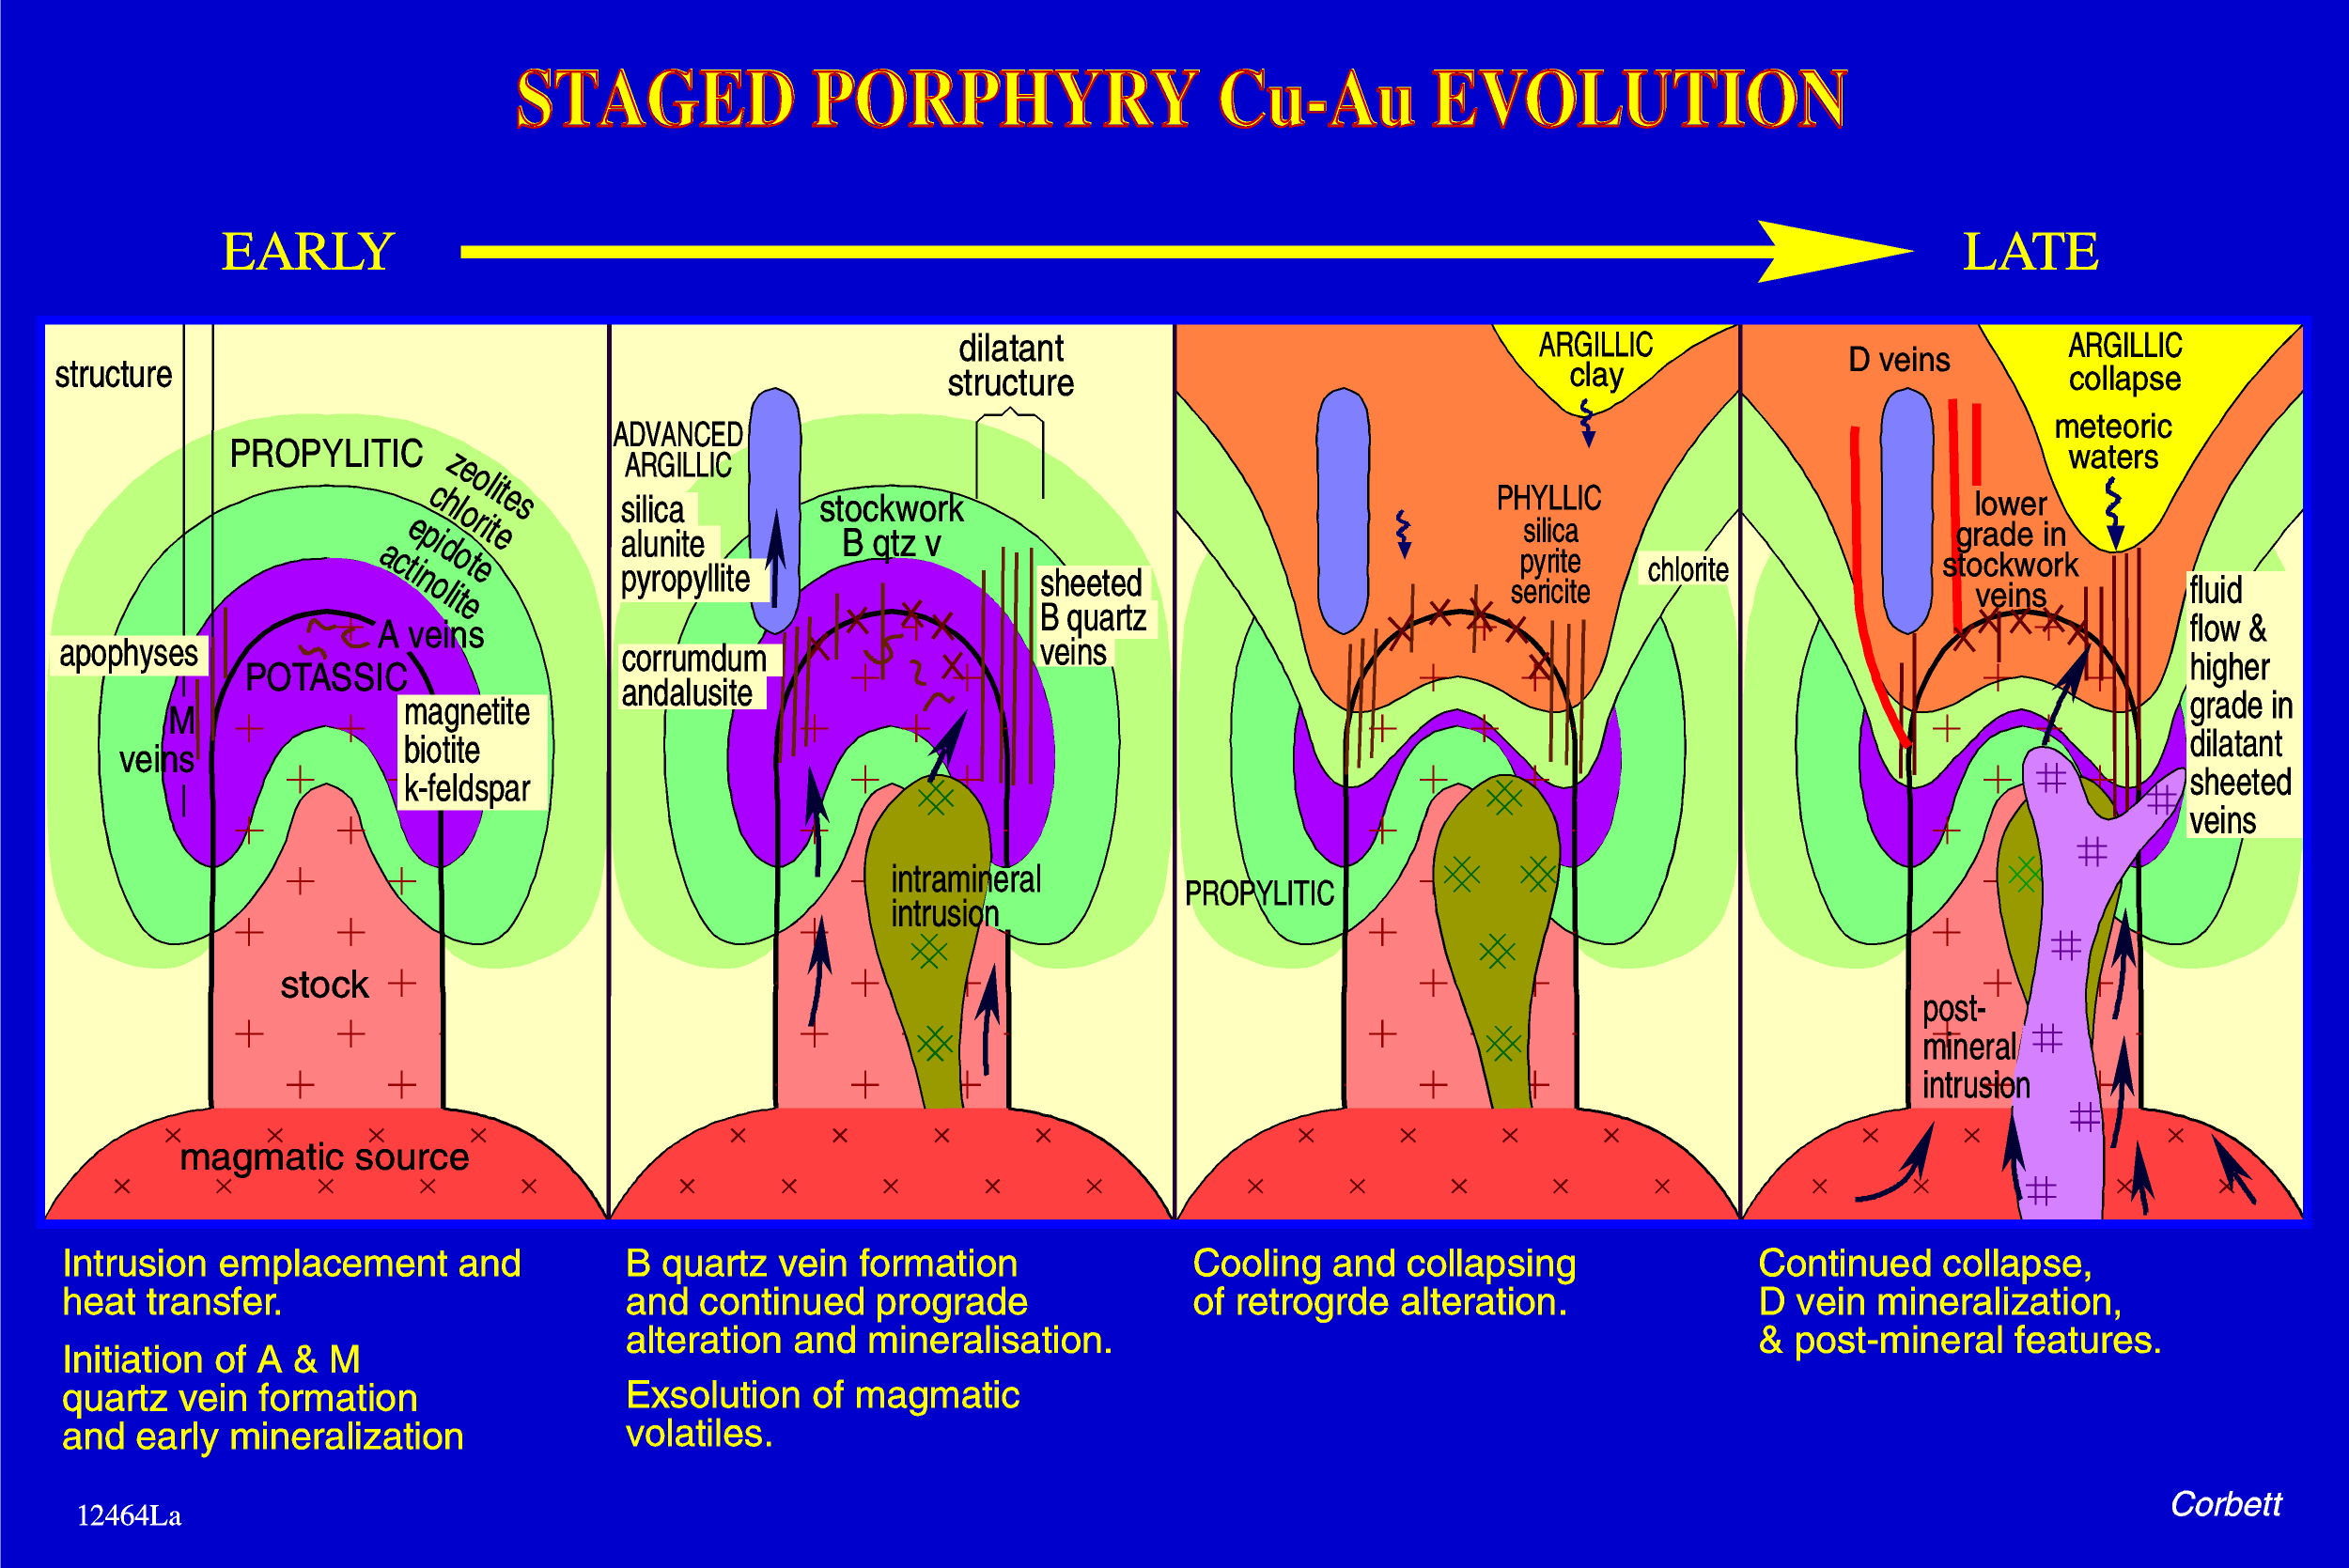 STAGED PORPHYRY Cu-Au EVOLUTION
EARLY
LATE
structure
PROPYLITIC
zeolites
chlorite
epidote
actinolite
apophyses
A veins
POTASSIC
M
veins
magnetite
biotite
k-feldspar
stock
magmatic source
dilatant
structure
ADVANCED
ARGILLIC
silica
alunite
pyropyllite
stockwork
B qtz v
sheeted
B quartz
veins
corrumdum
andalusite
intramineral
intrusion
ARGILLIC
clay
PHYLLIC
silica
pyrite
sericite
chlorite
PROPYLITIC
D veins
ARGILLIC
collapse
meteoric
waters
lower
grade in
stockwork
veins
fluid
flow &
higher
grade in
dilatant
sheeted
veins
post-
mineral
intrusion
Intrusion emplacement and
heat transfer.
Initiation of A & M
quartz vein formation
and early mineralization
B quartz vein formation
and continued prograde
alteration and mineralisation.
Exsolution of magmatic
volatiles.
Cooling and collapsing
of retrogrde alteration.
Continued collapse,
D vein mineralization,
& post-mineral features.
12464La
Corbett